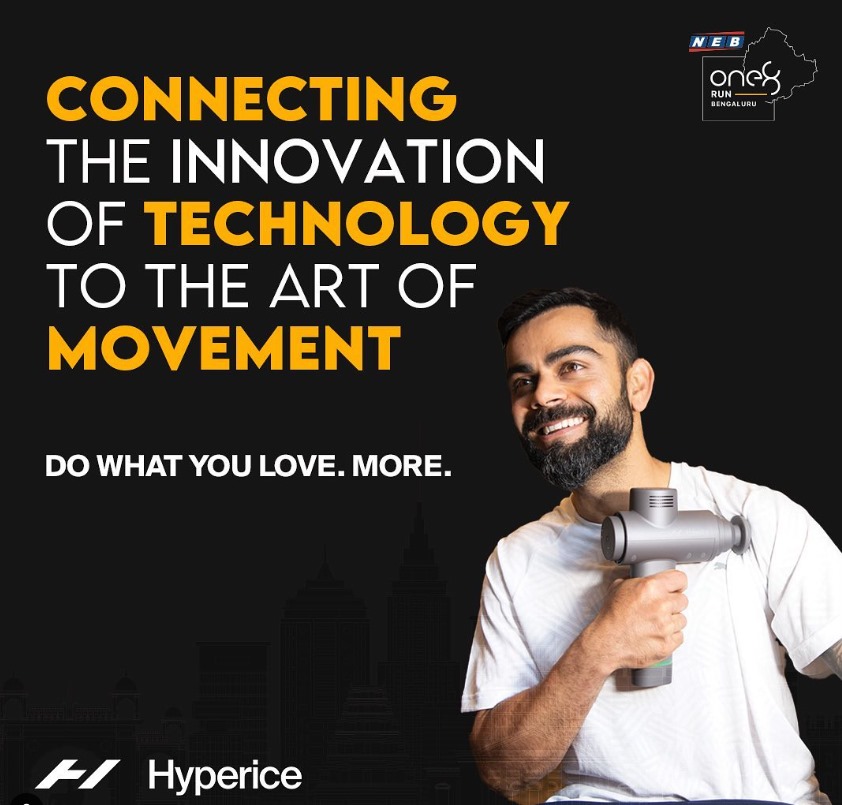 NEB
one8
RUN
BENGALURU
CONNECTING
THE INNOVATION
OF TECHNOLOGY
TO THE ART OF
MOVEMENT
DO WHAT YOU LOVE. MORE.
Hyperice